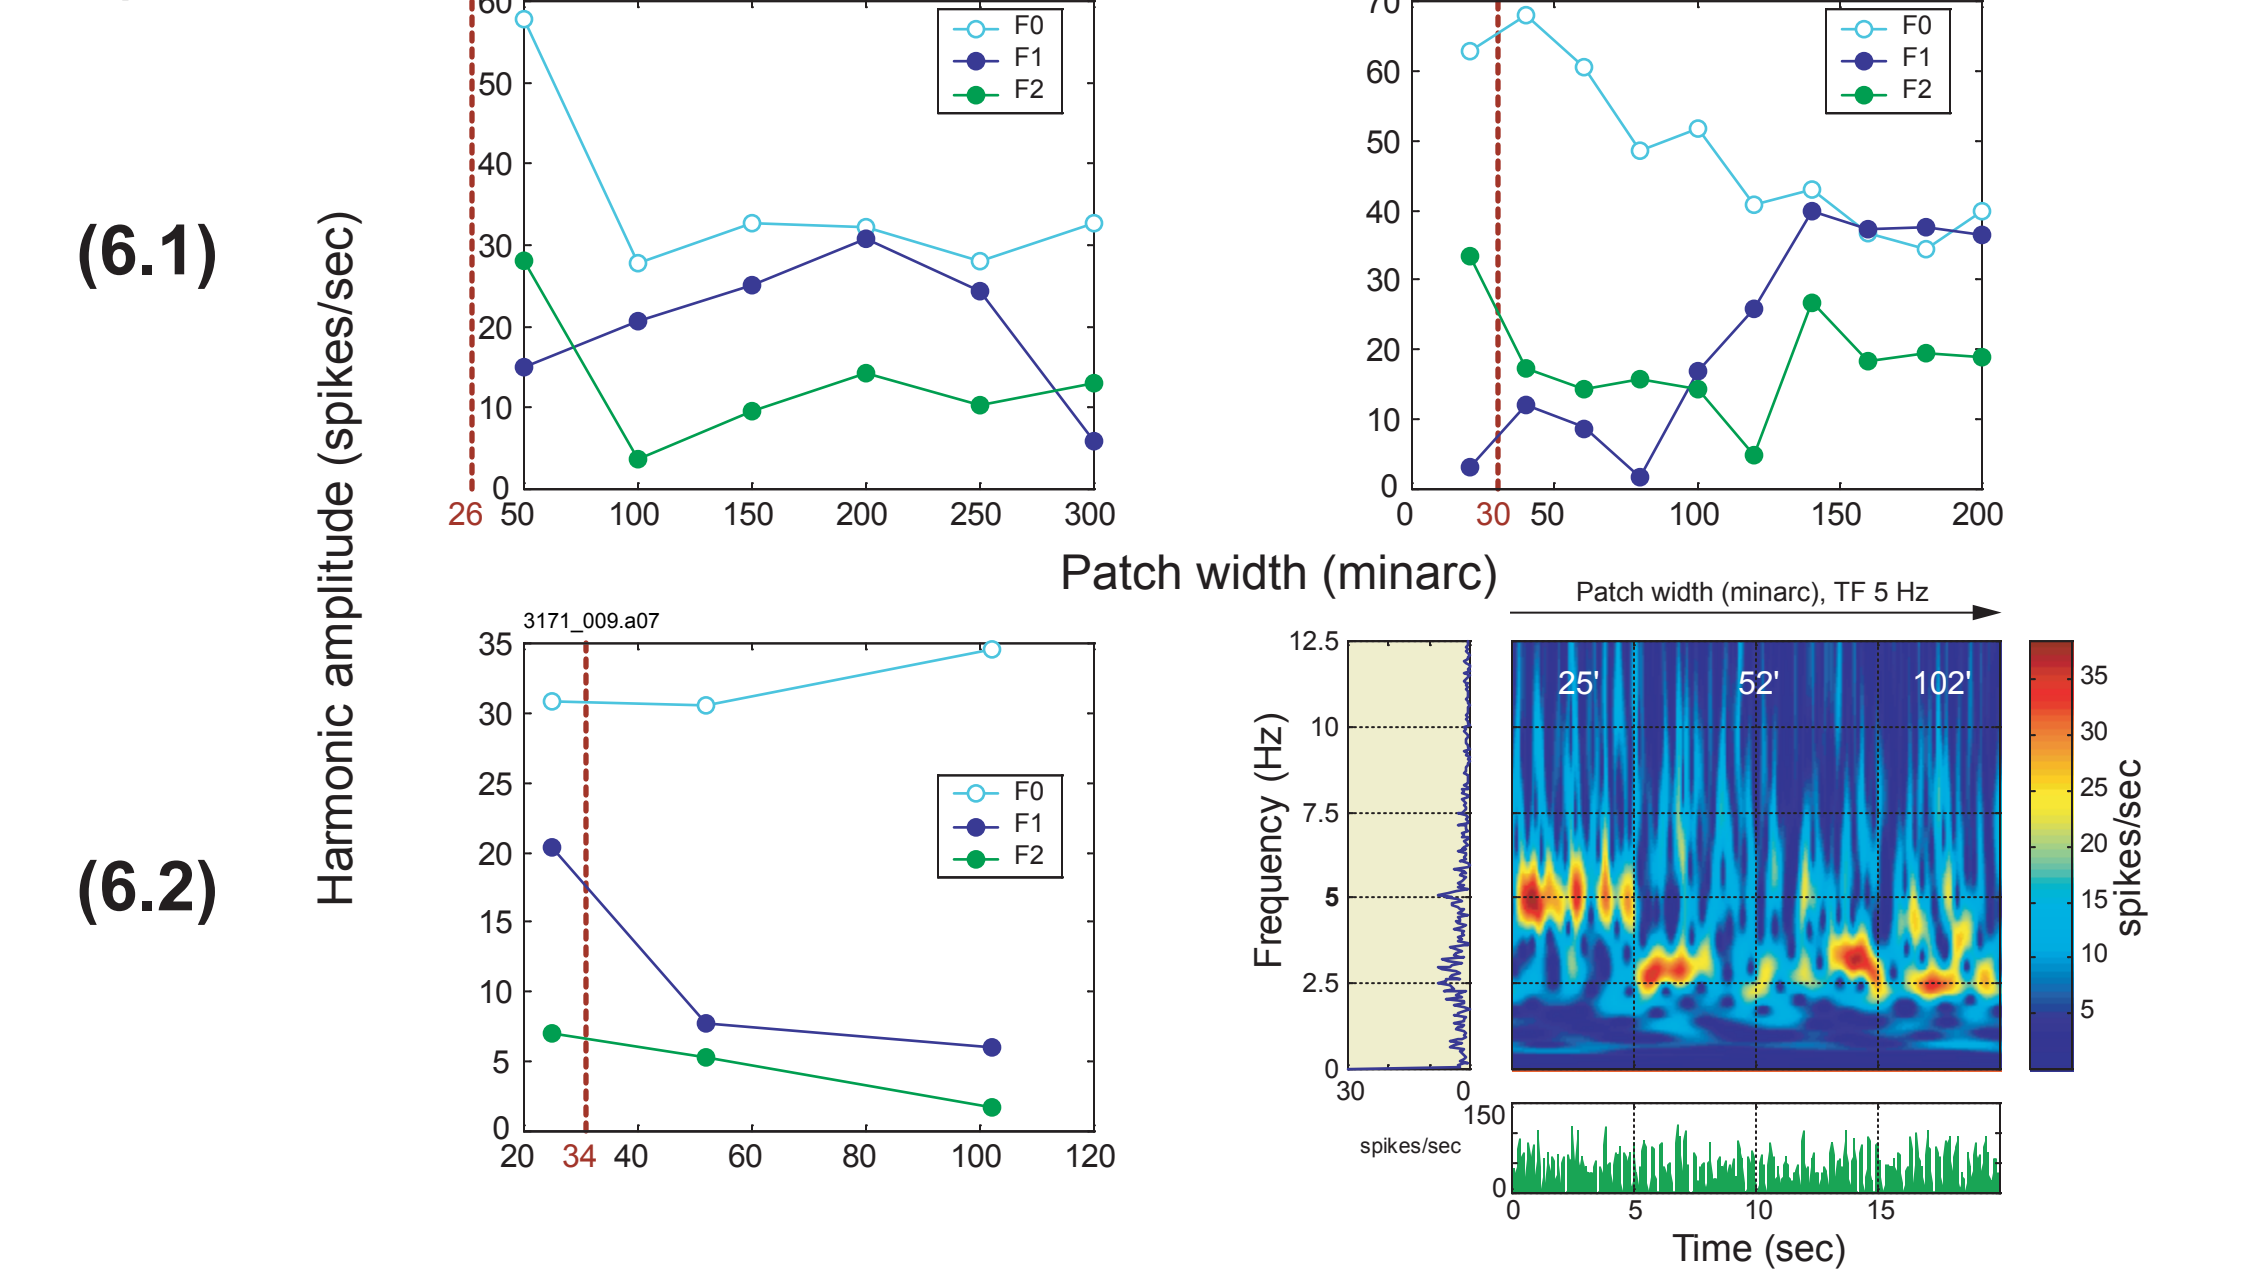 (6.1)
(6.2)
Harmonic amplitude (spikes/sec)
60
50
40
30
20
10
0
26 50 100 150 200 250 300
F0
F1
F2
70
60
50
40
30
20
10
0
0 30 50 100 150 200
F0
F1
F2
Patch width (minarc)
3171_009.a07
35
30
25
20
15
10
5
0
20 34 40 60 80 100 120
F0
F1
F2
Patch width (minarc), TF 5 Hz
Frequency (Hz)
12.5
10
7.5
5
2.5
0
30 0
25' 52' 102'
35
30
25
20
15
10
5
spikes/sec
spikes/sec
150
0
0 5 10 15
Time (sec)